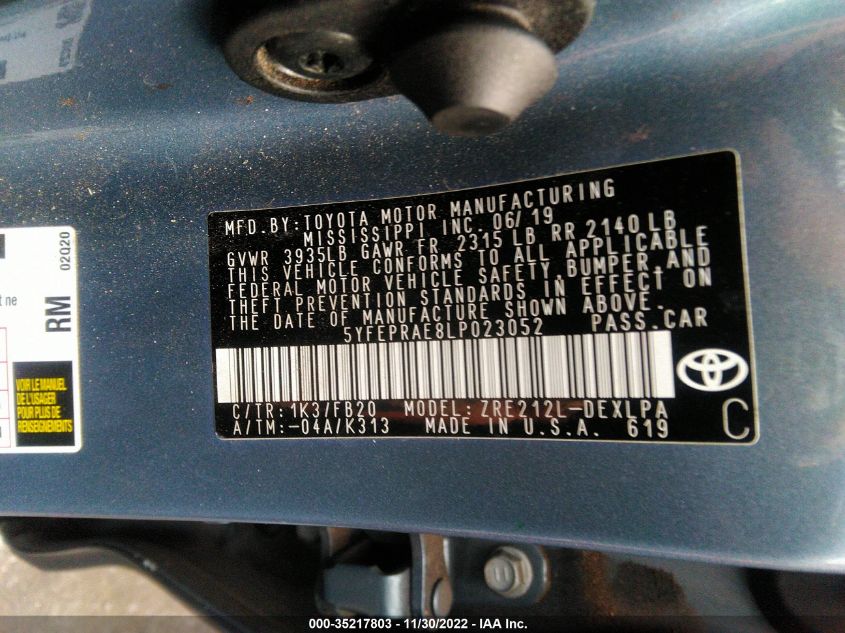 MFD.BY:TOYOTA MOTOR MANUFACTURING
MISSISSIPPI INC. 06/19
GVWR 3935LB GAWR FR 2315 LB RR 2140 LB
THIS VEHICLE CONFORMS TO ALL APPLICABLE
FEDERAL MOTOR VEHICLE SAFETY,BUMPER AND
THEFT PREVENTION STANDARDS IN EFFECT ON
THE DATE OF MANUFACTURE SHOWN ABOVE.
5YFEPRAE8LP023052 PASS.CAR
C/TR:1K3/FB20 MODEL: ZRE212L-DEXLPA
A/TM:-04A/K313 MADE IN U.S.A. 619
C
t ne
RM
02Q20
VOIR LE MANUEL
DE L'USAGER
POUR PLUS DE
RENSEIGNEMENTS
000-35217803 - 11/30/2022 - IAA Inc.